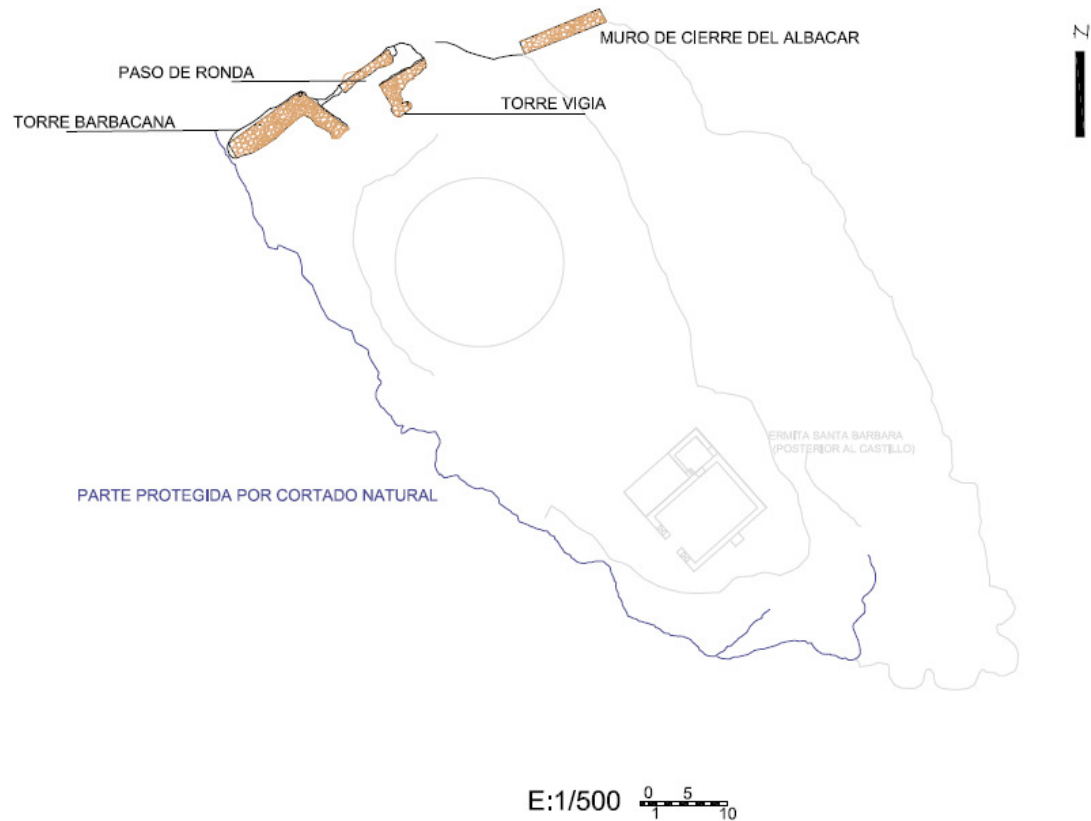 MURO DE CIERRE DEL ALBACAR
N
PASO DE RONDA
TORRE VIGIA
TORRE BARBACANA
ERMITA SANTA BARBARA
(POSTERIOR AL CASTILLO)
PARTE PROTEGIDA POR CORTADO NATURAL
E:1/500
0 5
1 10